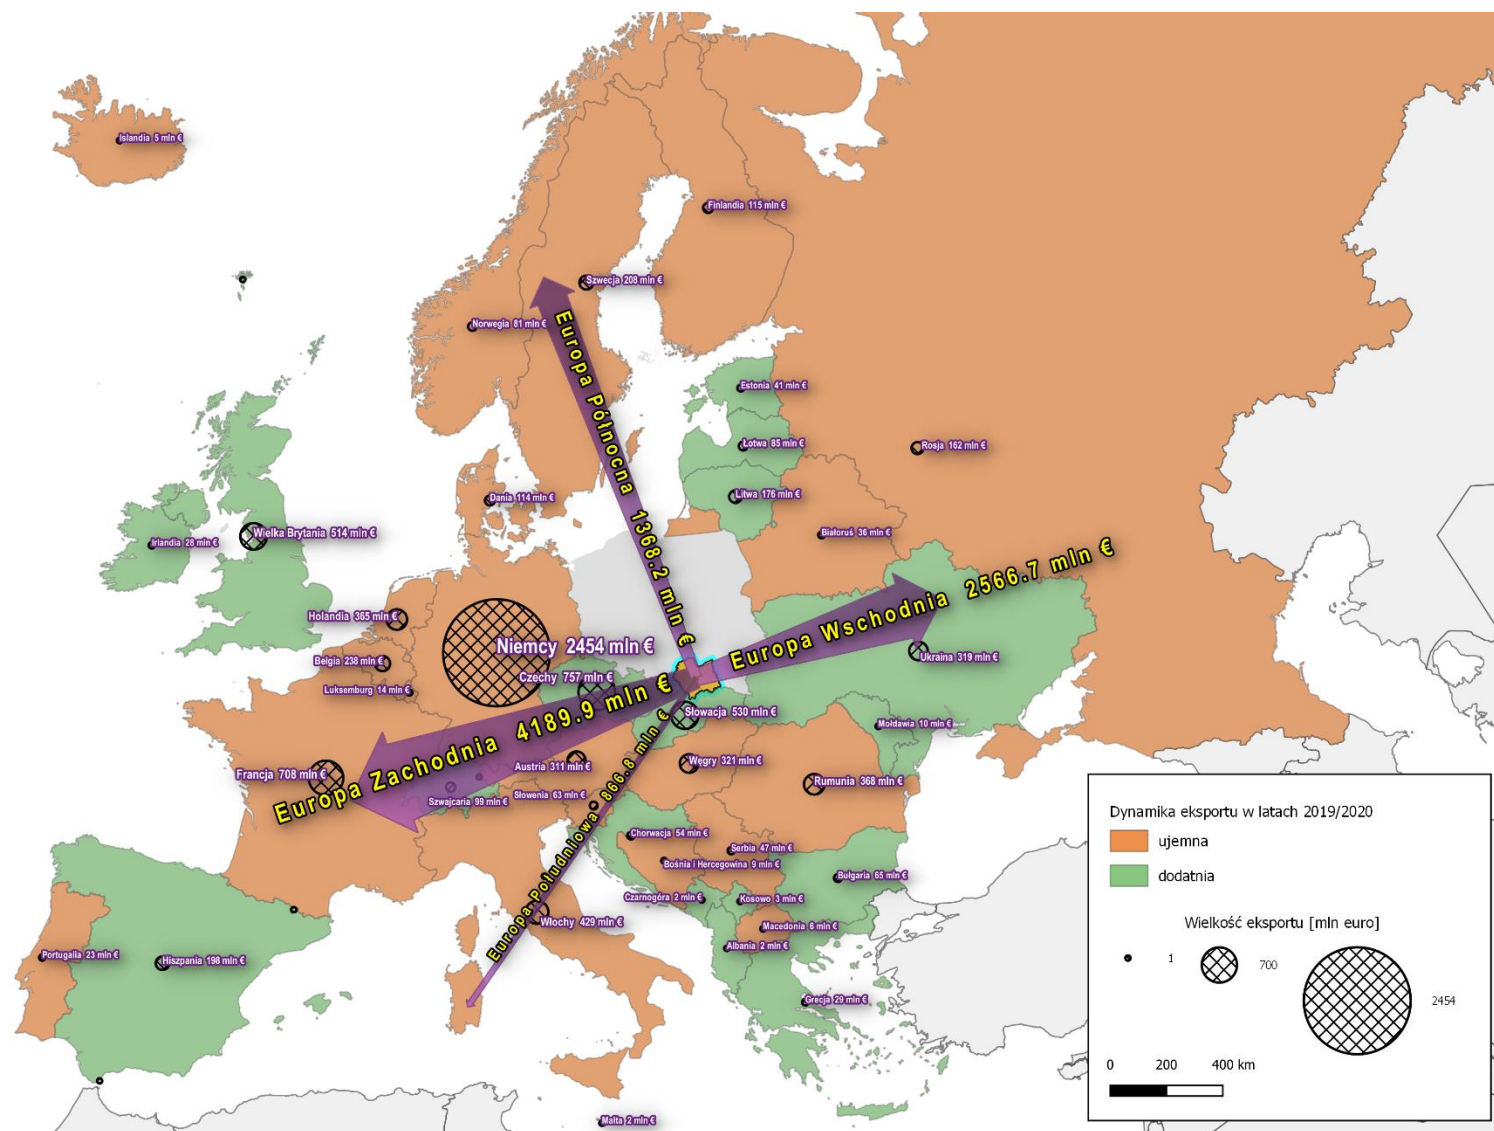 Islandia 5 mln €
Finlandia 115 mln €
Szwecja 208 mln €
Norwegia 81 mln €
Europa Północna 1368.2 mln €
Estonia 41 mln €
Łotwa 85 mln €
Rosja 162 mln €
Litwa 176 mln €
Dania 114 mln €
Białoruś 36 mln €
Wielka Brytania 514 mln €
Irlandia 28 mln €
Europa Wschodnia 2566.7 mln €
Holandia 365 mln €
Niemcy 2454 mln €
Belgia 238 mln €
Ukraina 319 mln €
Czechy 757 mln €
Luksemburg 14 mln €
Słowacja 530 mln €
Mołdawia 10 mln €
Europa Zachodnia 4189.9 mln €
Węgry 321 mln €
Austria 311 mln €
Francja 708 mln €
Rumunia 368 mln €
Słowenia 63 mln €
Szwajcaria 99 mln €
Europa Południowa 866.8 mln €
Chorwacja 54 mln €
Serbia 47 mln €
Bośnia i Hercegowina 9 mln €
Bułgaria 65 mln €
Czarnogóra 2 mln €
Kosowo 3 mln €
Włochy 429 mln €
Macedonia 6 mln €
Albania 2 mln €
Portugalia 23 mln €
Hiszpania 198 mln €
Grecja 29 mln €
Malta 2 mln €
Dynamika eksportu w latach 2019/2020
ujemna
dodatnia
Wielkość eksportu [mln euro]
1
700
2454
0 200 400 km